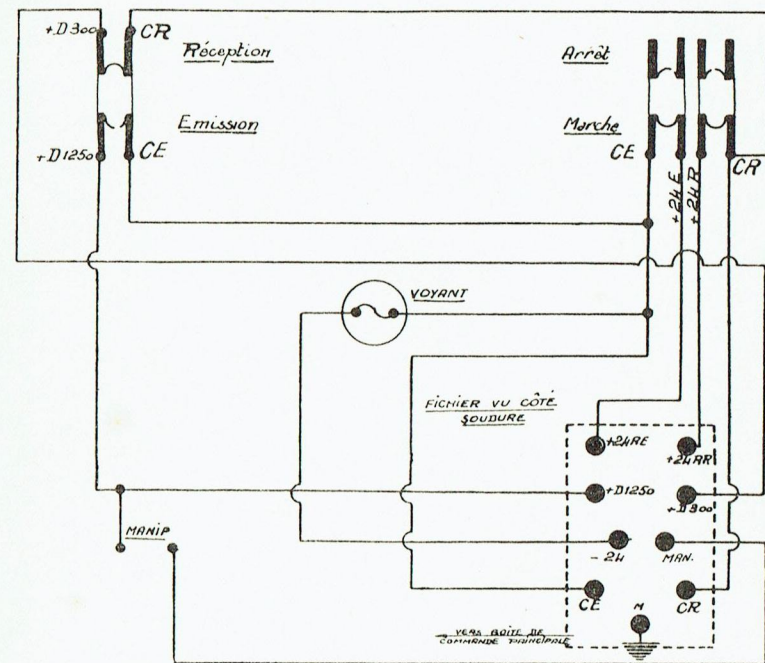 +D300
CR
Réception
Emission
+D1250
CE
Arrêt
Marche
CE
+24E
+24R
CR
VOYANT
FICHIER VU CÔTÉ
SOUDURE
+24RE
+24RR
+D1250
+D300
MANIP
- 24
MAN.
CE
CR
M
VERS BOÎTE DE
COMMANDE PRINCIPALE